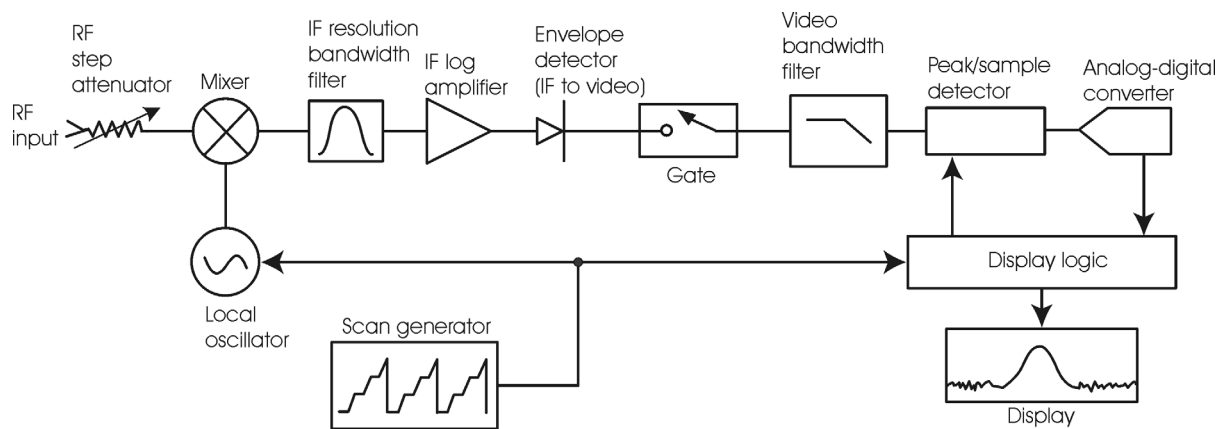 RF
step
attenuator
RF
input
Mixer
IF resolution
bandwidth
filter
IF log
amplifier
Envelope
detector
(IF to video)
Gate
Video
bandwidth
filter
Peak/sample
detector
Analog-digital
converter
Local
oscillator
Scan generator
Display logic
Display